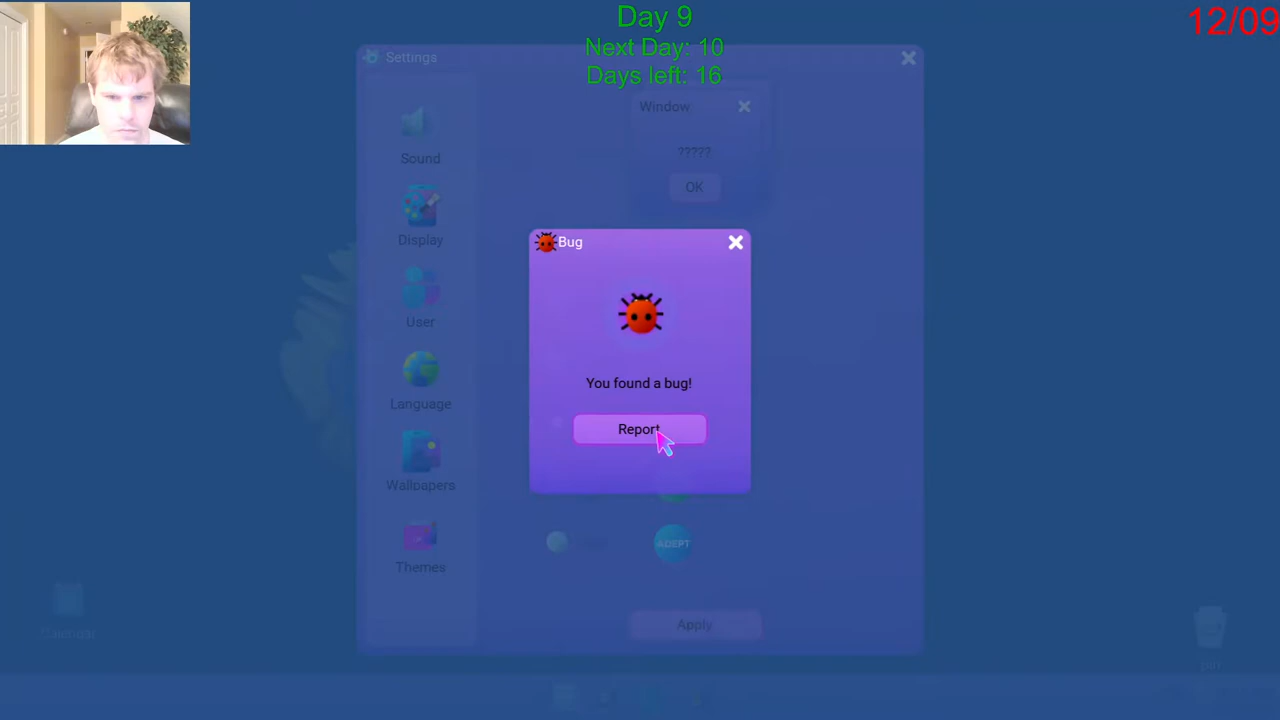 Day 9
12/09
Next Day: 10
Days left: 16
Settings
Window
?????
OK
Sound
Display
User
Language
Wallpapers
Themes
Bug
You found a bug!
Report
ADEPT
Apply